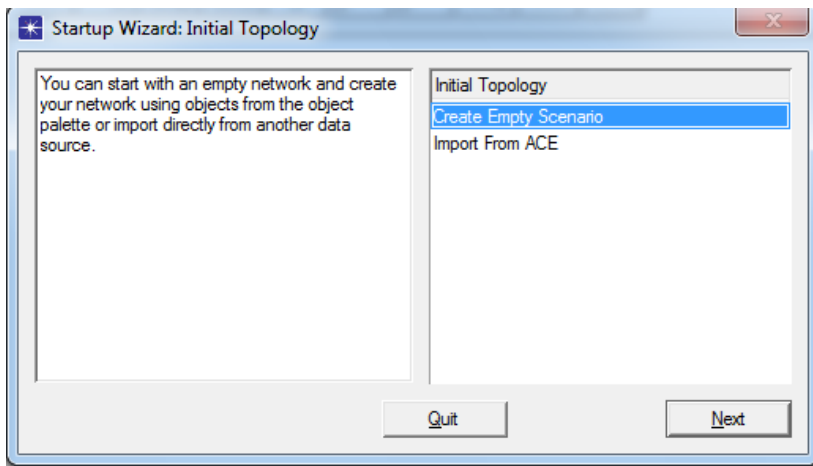 Startup Wizard: Initial Topology
You can start with an empty network and create
your network using objects from the object
palette or import directly from another data
source.
Initial Topology
Create Empty Scenario
Import From ACE
Quit
Next